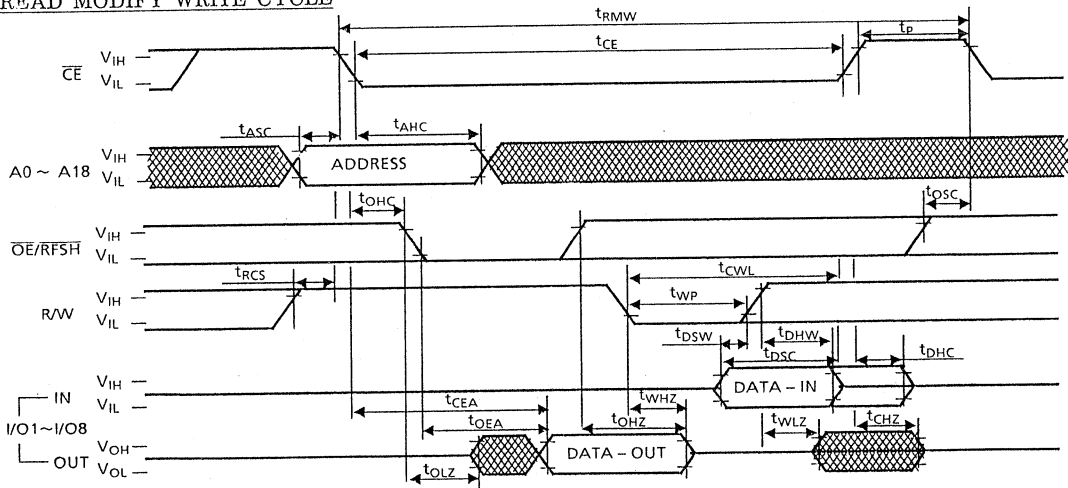 READ MODIFY WRITE CYCLE
tRMW
tP
tCE
CE
VIH
VIL
tASC
tAHC
A0 ~ A18
VIH
VIL
ADDRESS
tOHC
tOSC
OE/RFSH
VIH
VIL
tRCS
tCWL
R/W
VIH
VIL
tWP
tDSW
tDHW
tDSC
tDHC
VIH
VIL
IN
DATA – IN
I/O1~I/O8
tCEA
tWHZ
tOEA
tOHZ
tWLZ
tCHZ
OUT
VOH
VOL
DATA – OUT
tOLZ